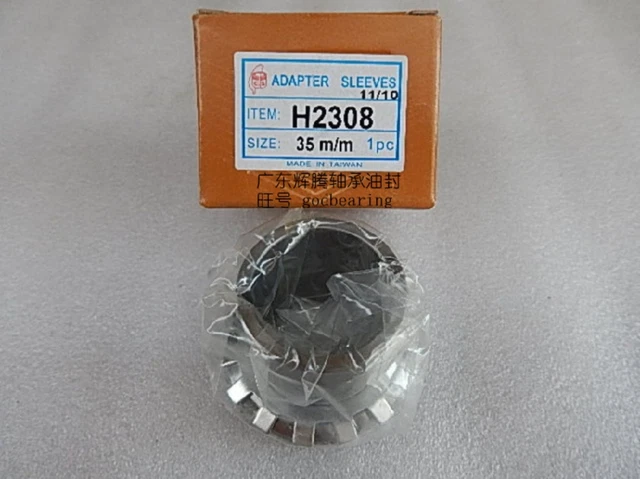 ADAPTER SLEEVES
11/10
ITEM: H2308
SIZE: 35 m/m 1pc
MADE IN TAIWAN
广东辉腾轴承油封
旺号 gocbearing